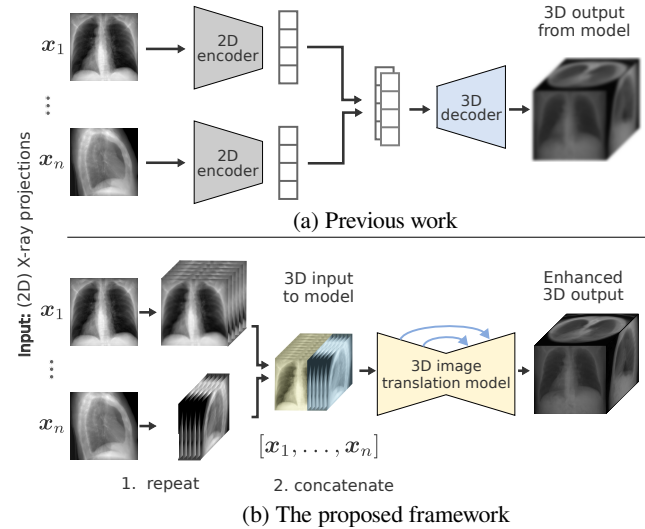 Input: (2D) X-ray projections
x₁
2D
encoder
...
xₙ
2D
encoder
3D
decoder
3D output
from model
(a) Previous work
x₁
...
xₙ
1. repeat
3D input
to model
[x₁, . . . , xₙ]
2. concatenate
3D image
translation model
Enhanced
3D output
(b) The proposed framework